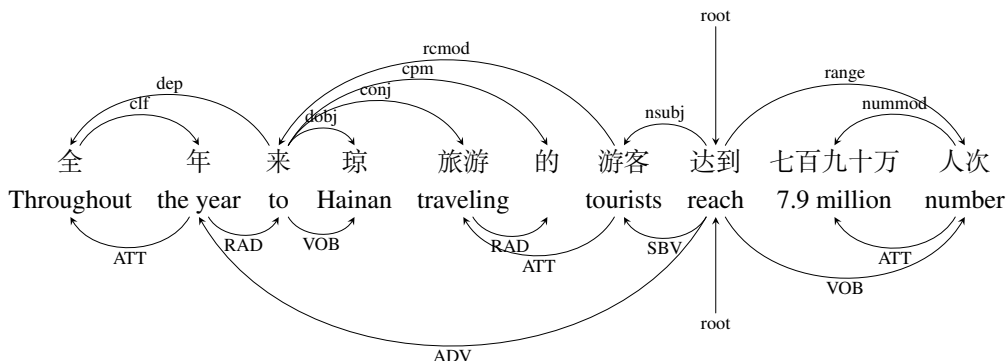 root
rcmod
cpm
range
dep
conj
clf
dobj
nsubj
nummod
全 年 来 琼 旅游 的 游客 达到 七百九十万 人次
Throughout the year to Hainan traveling tourists reach 7.9 million number
RAD VOB RAD SBV
ATT ATT ATT
VOB
root
ADV